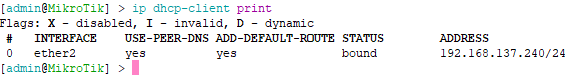 [admin@MikroTik] > ip dhcp-client print
Flags: X - disabled, I - invalid, D - dynamic
# INTERFACE USE-PEER-DNS ADD-DEFAULT-ROUTE STATUS ADDRESS
0 ether2 yes yes bound 192.168.137.240/24
[admin@MikroTik] >